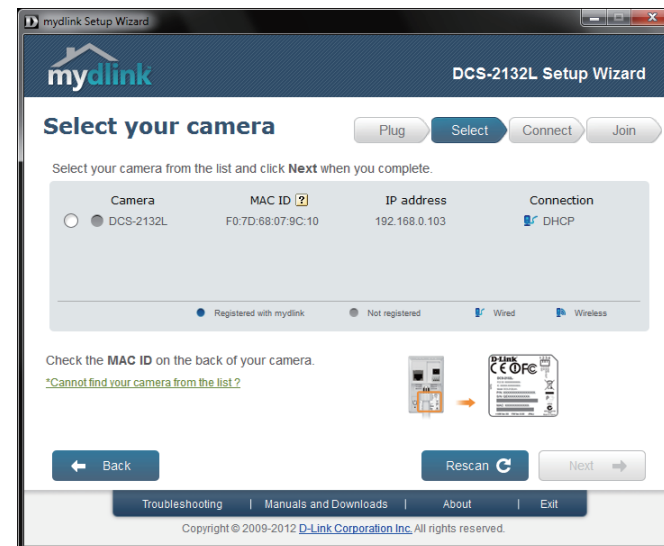 mydlink Setup Wizard
mydlink
DCS-2132L Setup Wizard
Select your camera
Plug Select Connect Join
Select your camera from the list and click Next when you complete.
Camera MAC ID ? IP address Connection
DCS-2132L F0:7D:68:07:9C:10 192.168.0.103 DHCP
Registered with mydlink Not registered Wired Wireless
Check the MAC ID on the back of your camera.
*Cannot find your camera from the list ?
D-Link
CE FC
Back Rescan Next
Troubleshooting | Manuals and Downloads | About | Exit
Copyright © 2009-2012 D-Link Corporation Inc. All rights reserved.